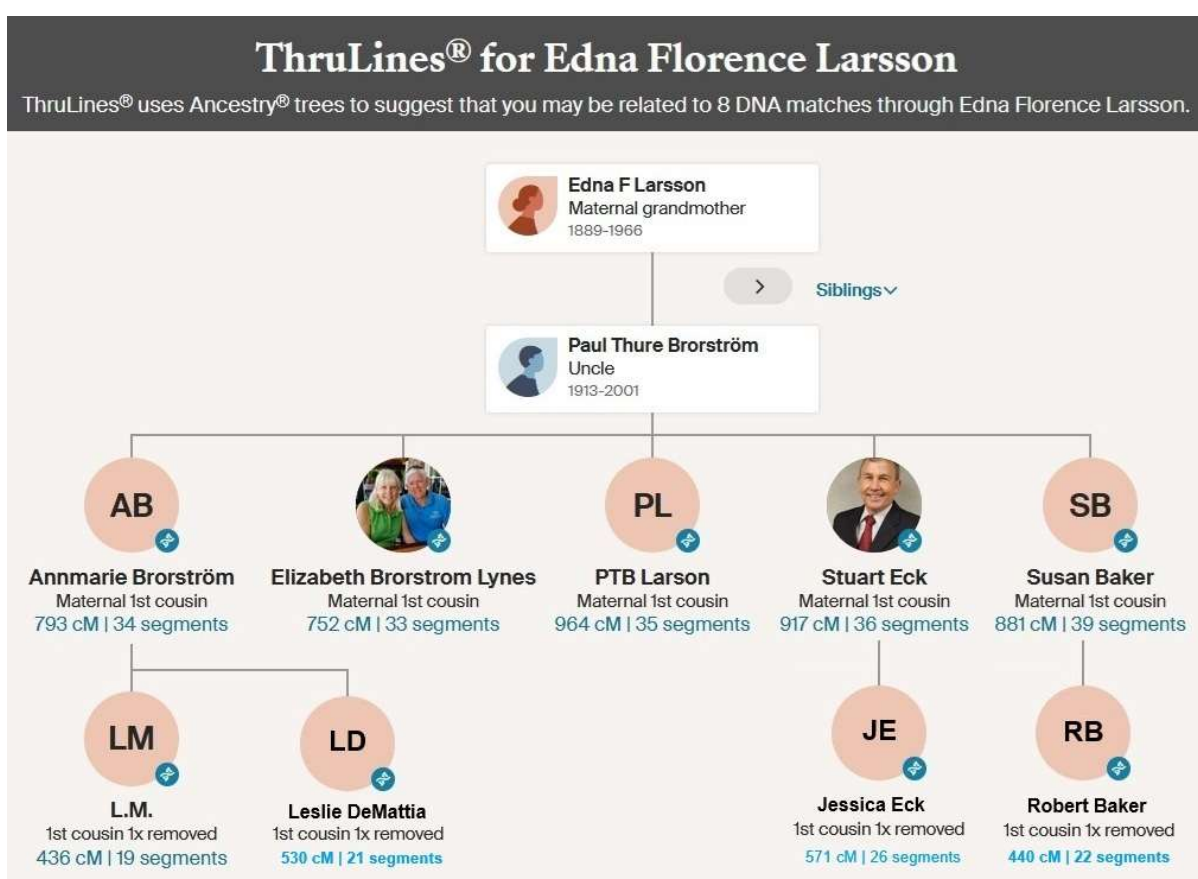 ThruLines® for Edna Florence Larsson
ThruLines® uses Ancestry® trees to suggest that you may be related to 8 DNA matches through Edna Florence Larsson.
Edna F Larsson
Maternal grandmother
1889-1966
Siblings
Paul Thure Brorström
Uncle
1913-2001
AB
Annmarie Brorström
Maternal 1st cousin
793 cM | 34 segments
Elizabeth Brorstrom Lynes
Maternal 1st cousin
752 cM | 33 segments
PL
PTB Larson
Maternal 1st cousin
964 cM | 35 segments
Stuart Eck
Maternal 1st cousin
917 cM | 36 segments
SB
Susan Baker
Maternal 1st cousin
881 cM | 39 segments
LM
L.M.
1st cousin 1x removed
436 cM | 19 segments
LD
Leslie DeMattia
1st cousin 1x removed
530 cM | 21 segments
JE
Jessica Eck
1st cousin 1x removed
571 cM | 26 segments
RB
Robert Baker
1st cousin 1x removed
440 cM | 22 segments